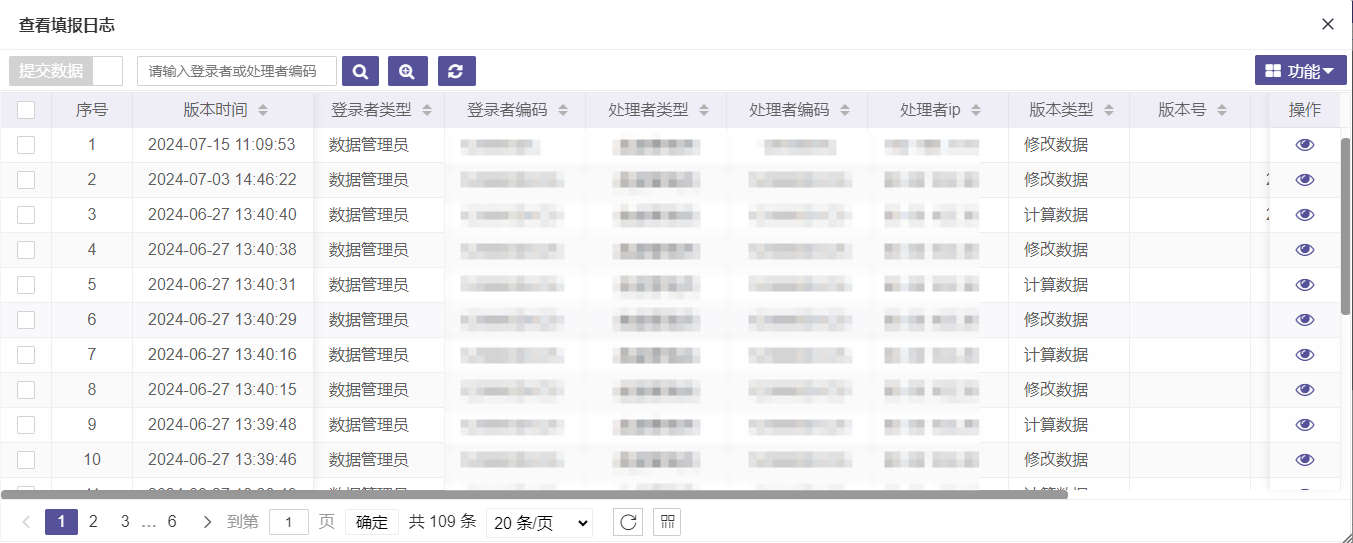 查看填报日志
提交数据 请输入登录者或处理者编码 功能
序号 版本时间 登录者类型 登录者编码 处理者类型 处理者编码 处理者ip 版本类型 版本号 操作
1 2024-07-15 11:09:53 数据管理员 修改数据
2 2024-07-03 14:46:22 数据管理员 修改数据
3 2024-06-27 13:40:40 数据管理员 计算数据
4 2024-06-27 13:40:38 数据管理员 修改数据
5 2024-06-27 13:40:31 数据管理员 计算数据
6 2024-06-27 13:40:29 数据管理员 修改数据
7 2024-06-27 13:40:16 数据管理员 计算数据
8 2024-06-27 13:40:15 数据管理员 修改数据
9 2024-06-27 13:39:48 数据管理员 计算数据
10 2024-06-27 13:39:46 数据管理员 修改数据
1 2 3 … 6 到第 1 页 确定 共 109 条 20 条/页